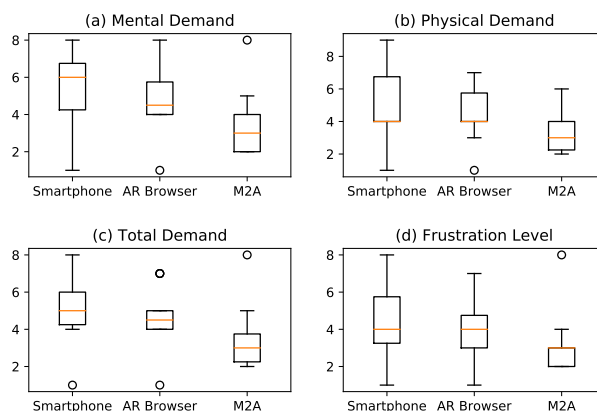 (a) Mental Demand
8
6
4
2
Smartphone AR Browser M2A
(b) Physical Demand
8
6
4
2
Smartphone AR Browser M2A
(c) Total Demand
8
6
4
2
Smartphone AR Browser M2A
(d) Frustration Level
8
6
4
2
Smartphone AR Browser M2A